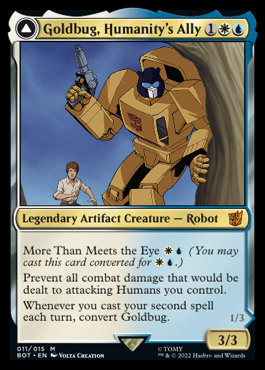 Goldbug, Humanity's Ally 1
Legendary Artifact Creature — Robot
More Than Meets the Eye (You may
cast this card converted for .)
Prevent all combat damage that would be
dealt to attacking Humans you control.
Whenever you cast your second spell
each turn, convert Goldbug.
1/3
3/3
011/015 M
BOT • EN Volta Creation
™ & © 2022 Hasbro and Wizards
© TOMY